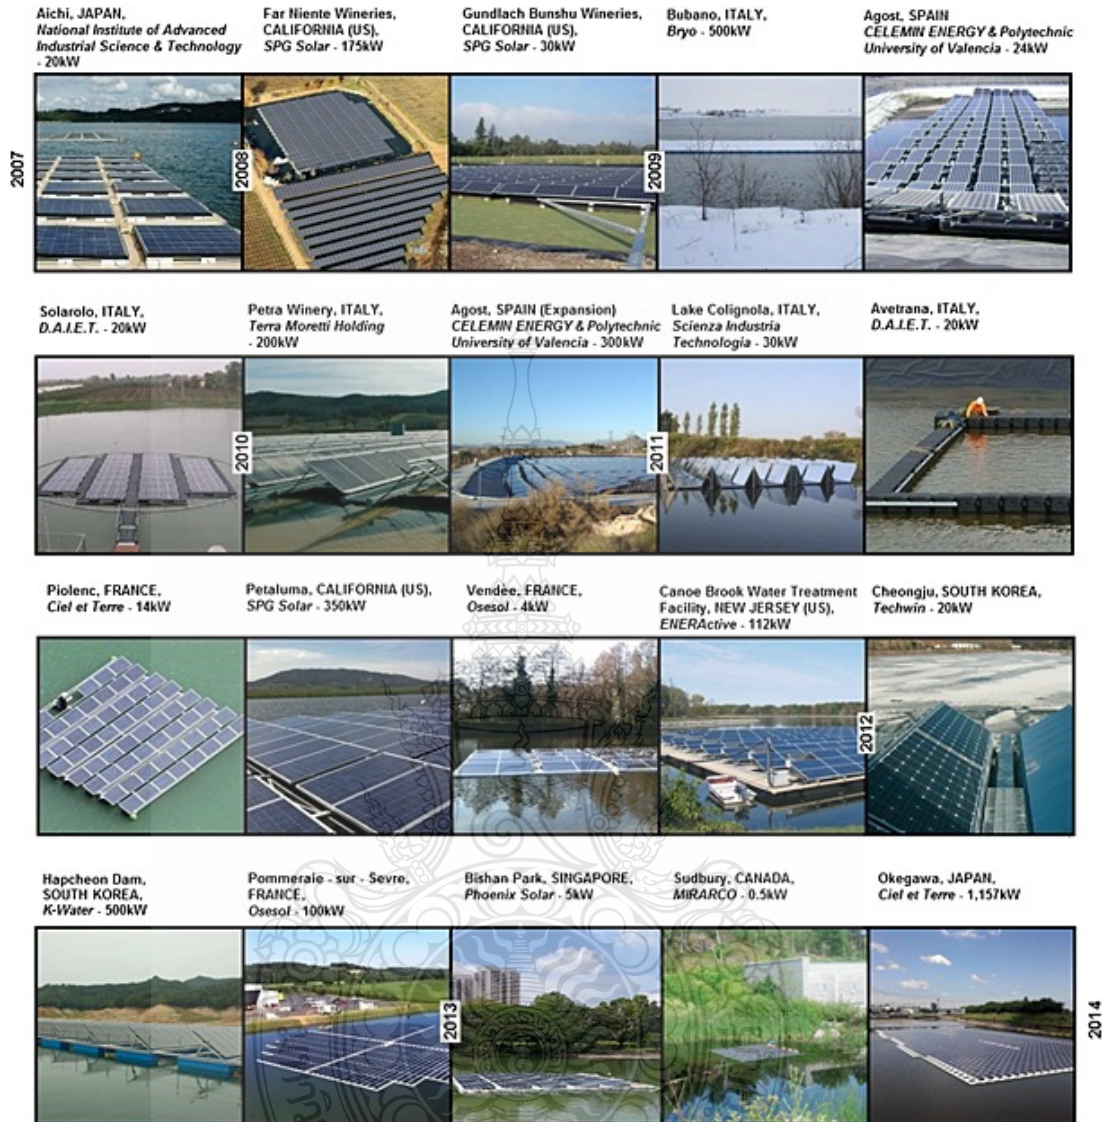 Aichi, JAPAN,
National Institute of Advanced
Industrial Science & Technology
- 20kW
Far Niente Wineries,
CALIFORNIA (US),
SPG Solar - 175kW
Gundlach Bunshu Wineries,
CALIFORNIA (US),
SPG Solar - 30kW
Bubano, ITALY,
Bryo - 500kW
Agost, SPAIN
CELEMIN ENERGY & Polytechnic
University of Valencia - 24kW
2007
2008
2009
Solarolo, ITALY,
D.A.I.E.T. - 20kW
Petra Winery, ITALY,
Terra Moretti Holding
- 200kW
Agost, SPAIN (Expansion)
CELEMIN ENERGY & Polytechnic
University of Valencia - 300kW
Lake Colignola, ITALY,
Scienza Industria
Technologia - 30kW
Avetrana, ITALY,
D.A.I.E.T. - 20kW
2010
2011
Piolenc, FRANCE,
Ciel et Terre - 14kW
Petaluma, CALIFORNIA (US),
SPG Solar - 350kW
Vendèe, FRANCE,
Osesol - 4kW
Canoe Brook Water Treatment
Facility, NEW JERSEY (US),
ENERActive - 112kW
Cheongju, SOUTH KOREA,
Techwin - 20kW
2012
Hapcheon Dam,
SOUTH KOREA,
K-Water - 500kW
Pommeraie - sur - Sevre,
FRANCE,
Osesol - 100kW
Bishan Park, SINGAPORE,
Phoenix Solar - 5kW
Sudbury, CANADA,
MIRARCO - 0.5kW
Okegawa, JAPAN,
Ciel et Terre - 1,157kW
2013
2014